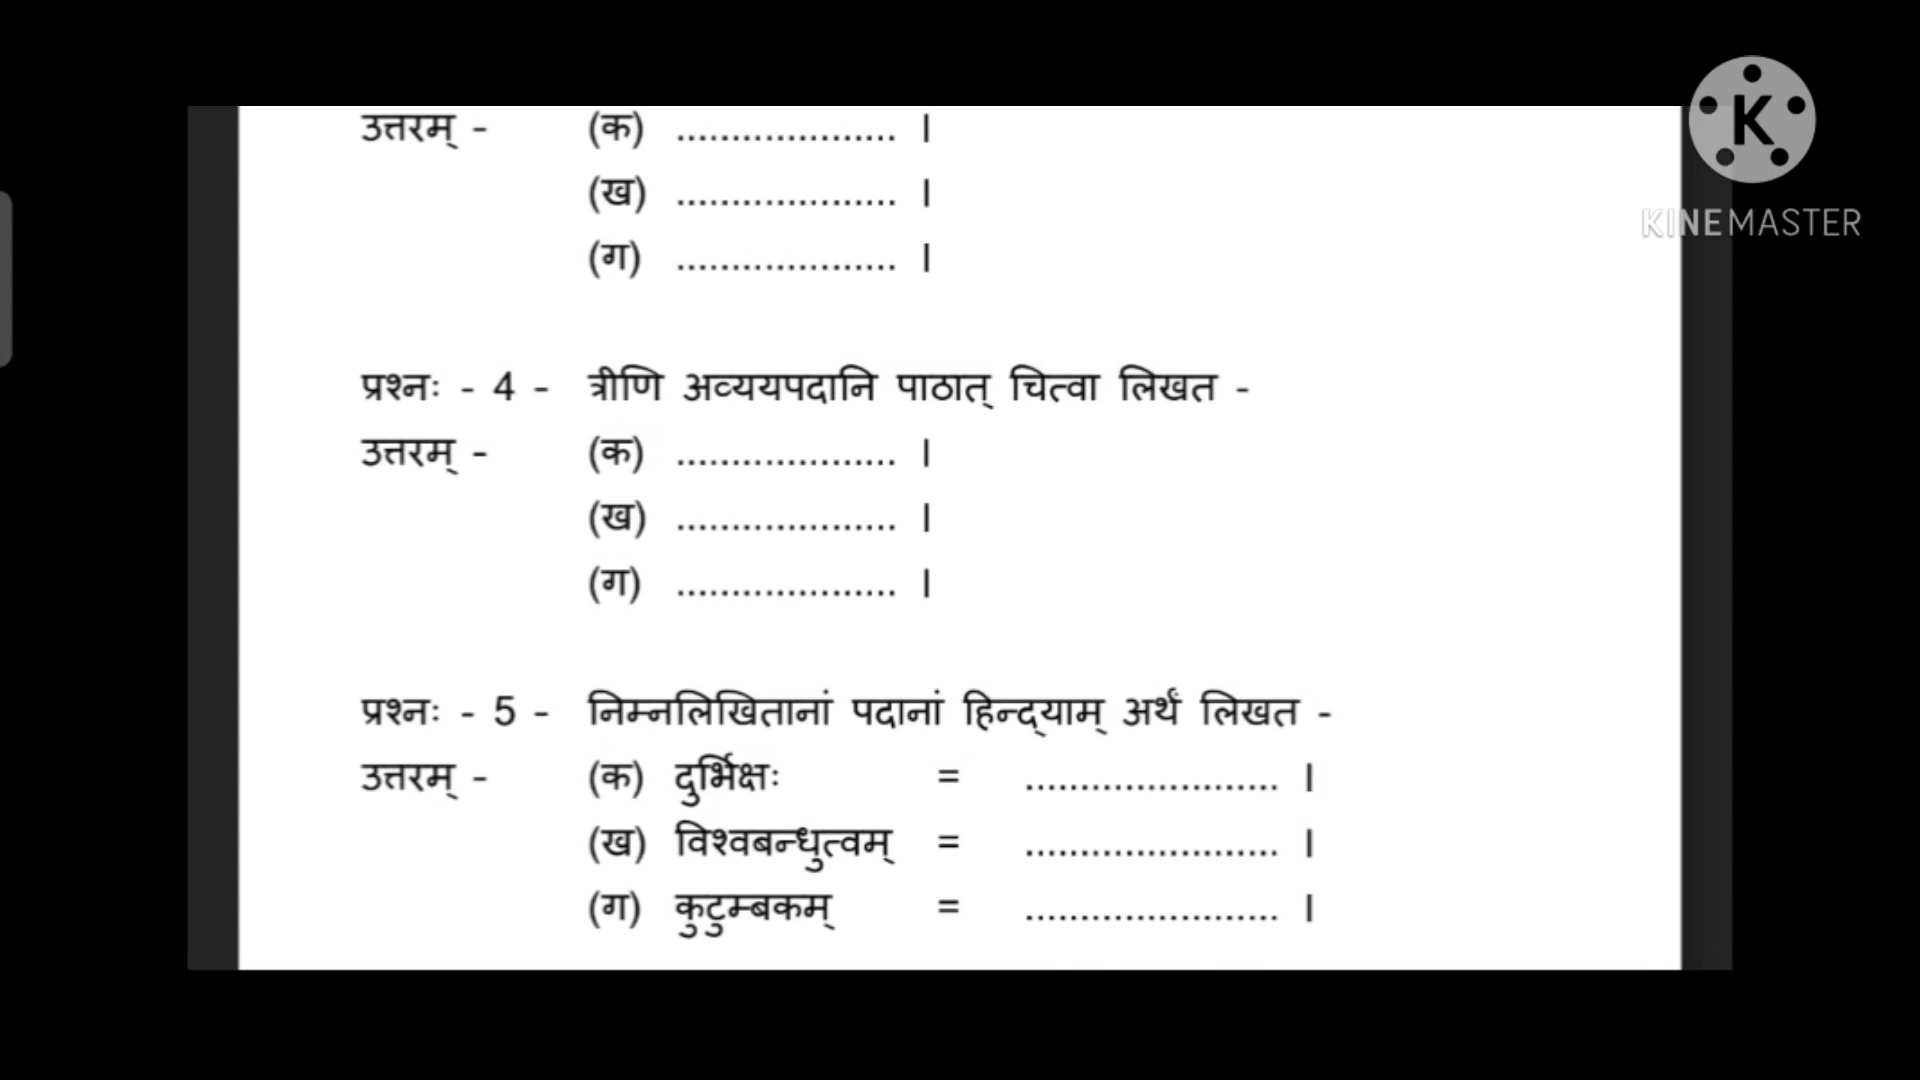 उत्तरम् - (क) .................... ।
(ख) .................... ।
(ग) .................... ।
K
KINEMASTER
प्रश्नः - 4 - त्रीणि अव्ययपदानि पाठात् चित्वा लिखत -
उत्तरम् - (क) .................... ।
(ख) .................... ।
(ग) .................... ।
प्रश्नः - 5 - निम्नलिखितानां पदानां हिन्द्याम् अर्थं लिखत -
उत्तरम् - (क) दुर्भिक्षः = ....................... ।
(ख) विश्वबन्धुत्वम् = ....................... ।
(ग) कुटुम्बकम् = ....................... ।